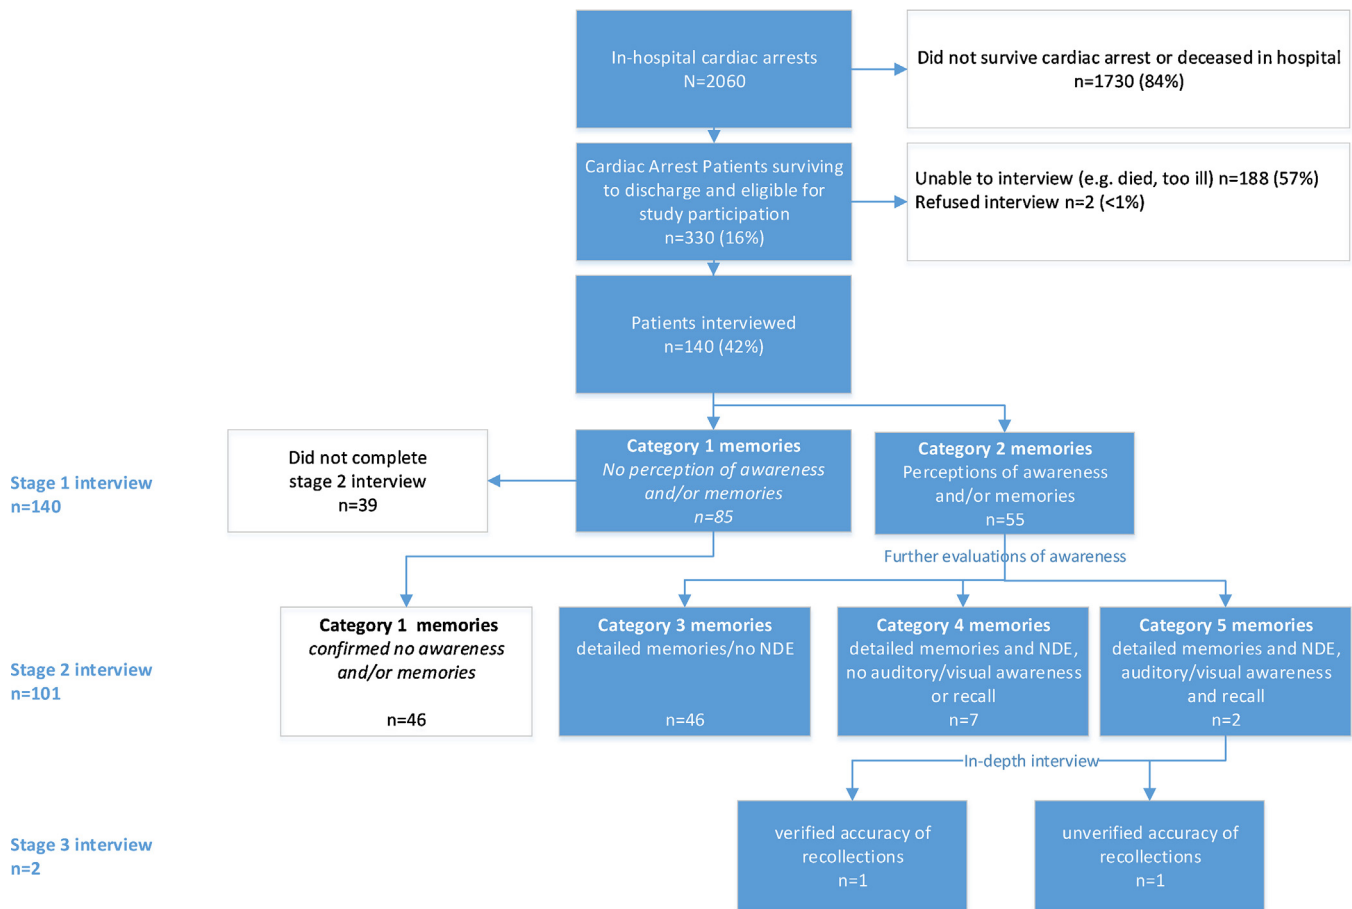 In-hospital cardiac arrests
N=2060
Did not survive cardiac arrest or deceased in hospital
n=1730 (84%)
Cardiac Arrest Patients surviving
to discharge and eligible for
study participation
n=330 (16%)
Unable to interview (e.g. died, too ill) n=188 (57%)
Refused interview n=2 (<1%)
Patients interviewed
n=140 (42%)
Stage 1 interview
n=140
Did not complete
stage 2 interview
n=39
Category 1 memories
No perception of awareness
and/or memories
n=85
Category 2 memories
Perceptions of awareness
and/or memories
n=55
Further evaluations of awareness
Stage 2 interview
n=101
Category 1 memories
confirmed no awareness
and/or memories
n=46
Category 3 memories
detailed memories/no NDE
n=46
Category 4 memories
detailed memories and NDE,
no auditory/visual awareness
or recall
n=7
Category 5 memories
detailed memories and NDE,
auditory/visual awareness
and recall
n=2
In-depth interview
Stage 3 interview
n=2
verified accuracy of
recollections
n=1
unverified accuracy of
recollections
n=1